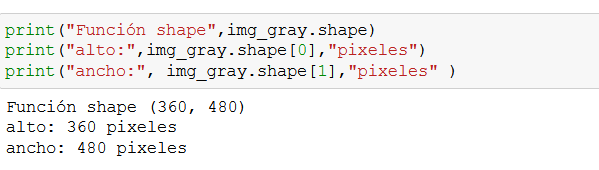 print("Función shape",img_gray.shape)
print("alto:",img_gray.shape[0],"pixeles")
print("ancho:", img_gray.shape[1],"pixeles" )
Función shape (360, 480)
alto: 360 pixeles
ancho: 480 pixeles